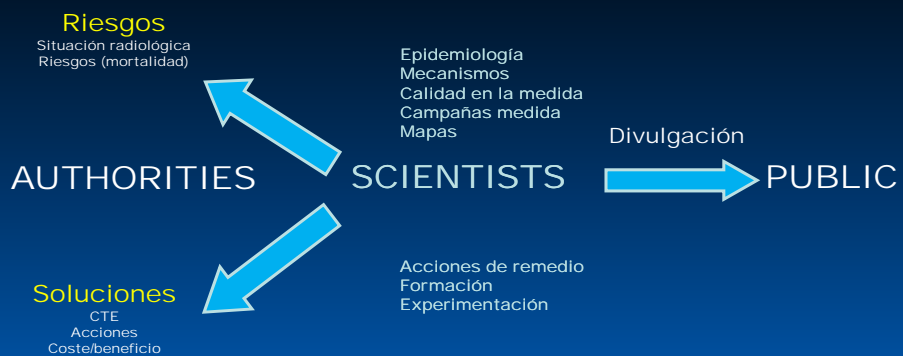 Riesgos
Situación radiológica
Riesgos (mortalidad)
Epidemiología
Mecanismos
Calidad en la medida
Campañas medida
Mapas
Divulgación
AUTHORITIES
SCIENTISTS
PUBLIC
Acciones de remedio
Formación
Experimentación
Soluciones
CTE
Acciones
Coste/beneficio